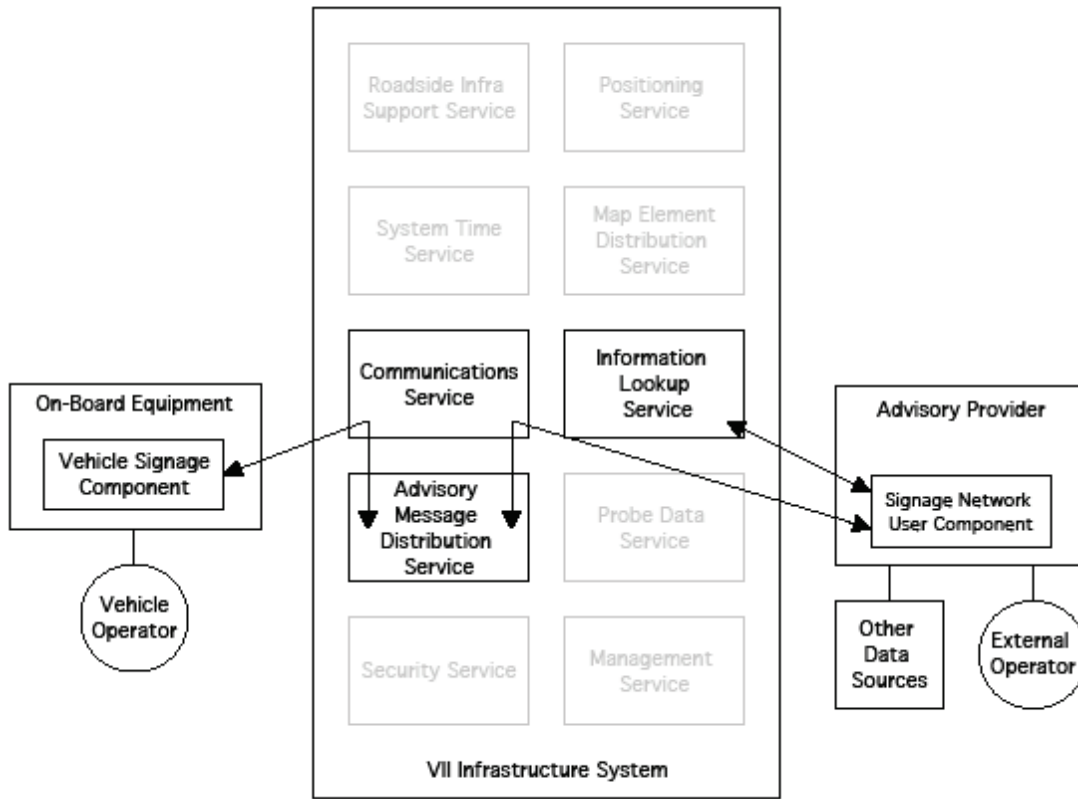 Roadside Infra
Support Service
Positioning
Service
System Time
Service
Map Element
Distribution
Service
Communications
Service
Information
Lookup
Service
On-Board Equipment
Vehicle Signage
Component
Advisory Provider
Signage Network
User Component
Advisory
Message
Distribution
Service
Probe Data
Service
Vehicle
Operator
Other
Data
Sources
External
Operator
Security Service
Management
Service
VII Infrastructure System